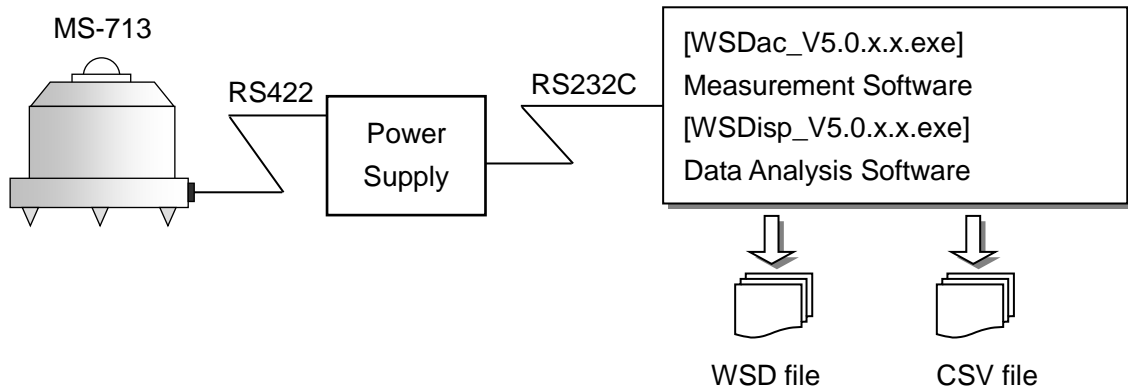 MS-713
RS422
Power
Supply
RS232C
[WSDac_V5.0.x.x.exe]
Measurement Software
[WSDisp_V5.0.x.x.exe]
Data Analysis Software
WSD file
CSV file